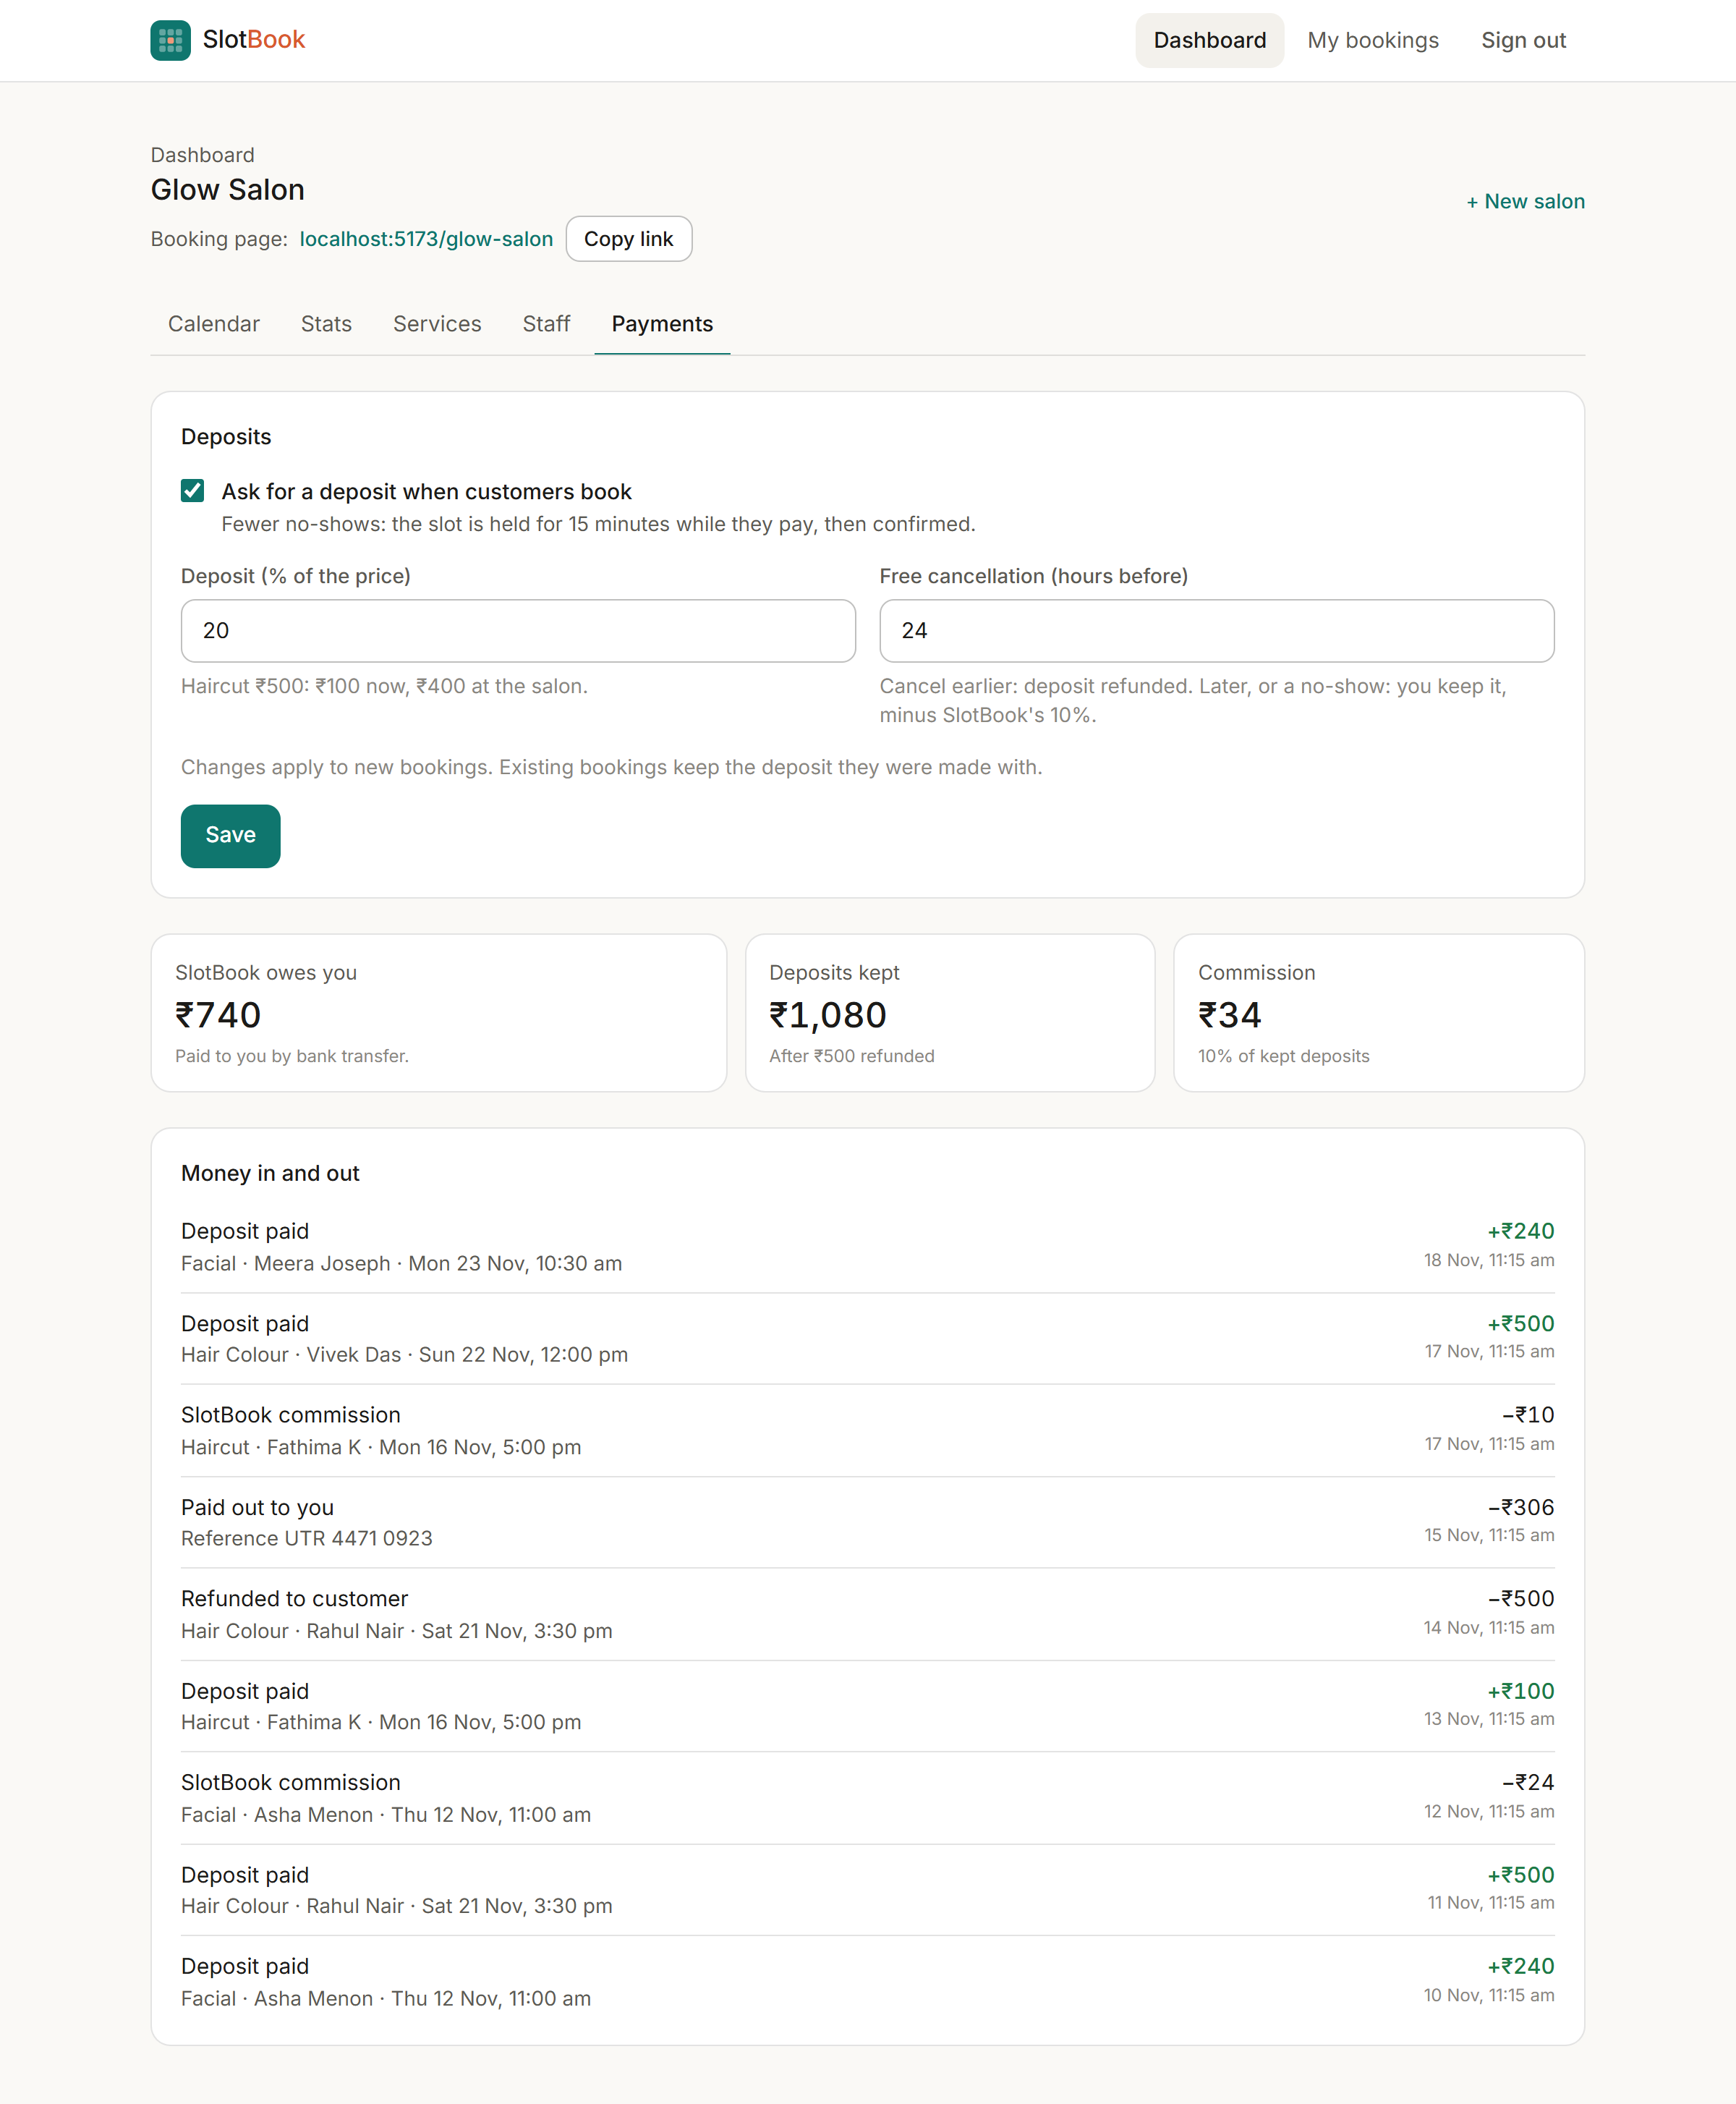 SlotBook
Dashboard
My bookings
Sign out
Dashboard
Glow Salon
+ New salon
Booking page: localhost:5173/glow-salon
Copy link
Calendar
Stats
Services
Staff
Payments
Deposits
Ask for a deposit when customers book
Fewer no-shows: the slot is held for 15 minutes while they pay, then confirmed.
Deposit (% of the price)
20
Haircut ₹500: ₹100 now, ₹400 at the salon.
Free cancellation (hours before)
24
Cancel earlier: deposit refunded. Later, or a no-show: you keep it,
minus SlotBook's 10%.
Changes apply to new bookings. Existing bookings keep the deposit they were made with.
Save
SlotBook owes you
₹740
Paid to you by bank transfer.
Deposits kept
₹1,080
After ₹500 refunded
Commission
₹34
10% of kept deposits
Money in and out
Deposit paid
+₹240
Facial · Meera Joseph · Mon 23 Nov, 10:30 am
18 Nov, 11:15 am
Deposit paid
+₹500
Hair Colour · Vivek Das · Sun 22 Nov, 12:00 pm
17 Nov, 11:15 am
SlotBook commission
−₹10
Haircut · Fathima K · Mon 16 Nov, 5:00 pm
17 Nov, 11:15 am
Paid out to you
−₹306
Reference UTR 4471 0923
15 Nov, 11:15 am
Refunded to customer
−₹500
Hair Colour · Rahul Nair · Sat 21 Nov, 3:30 pm
14 Nov, 11:15 am
Deposit paid
+₹100
Haircut · Fathima K · Mon 16 Nov, 5:00 pm
13 Nov, 11:15 am
SlotBook commission
−₹24
Facial · Asha Menon · Thu 12 Nov, 11:00 am
12 Nov, 11:15 am
Deposit paid
+₹500
Hair Colour · Rahul Nair · Sat 21 Nov, 3:30 pm
11 Nov, 11:15 am
Deposit paid
+₹240
Facial · Asha Menon · Thu 12 Nov, 11:00 am
10 Nov, 11:15 am